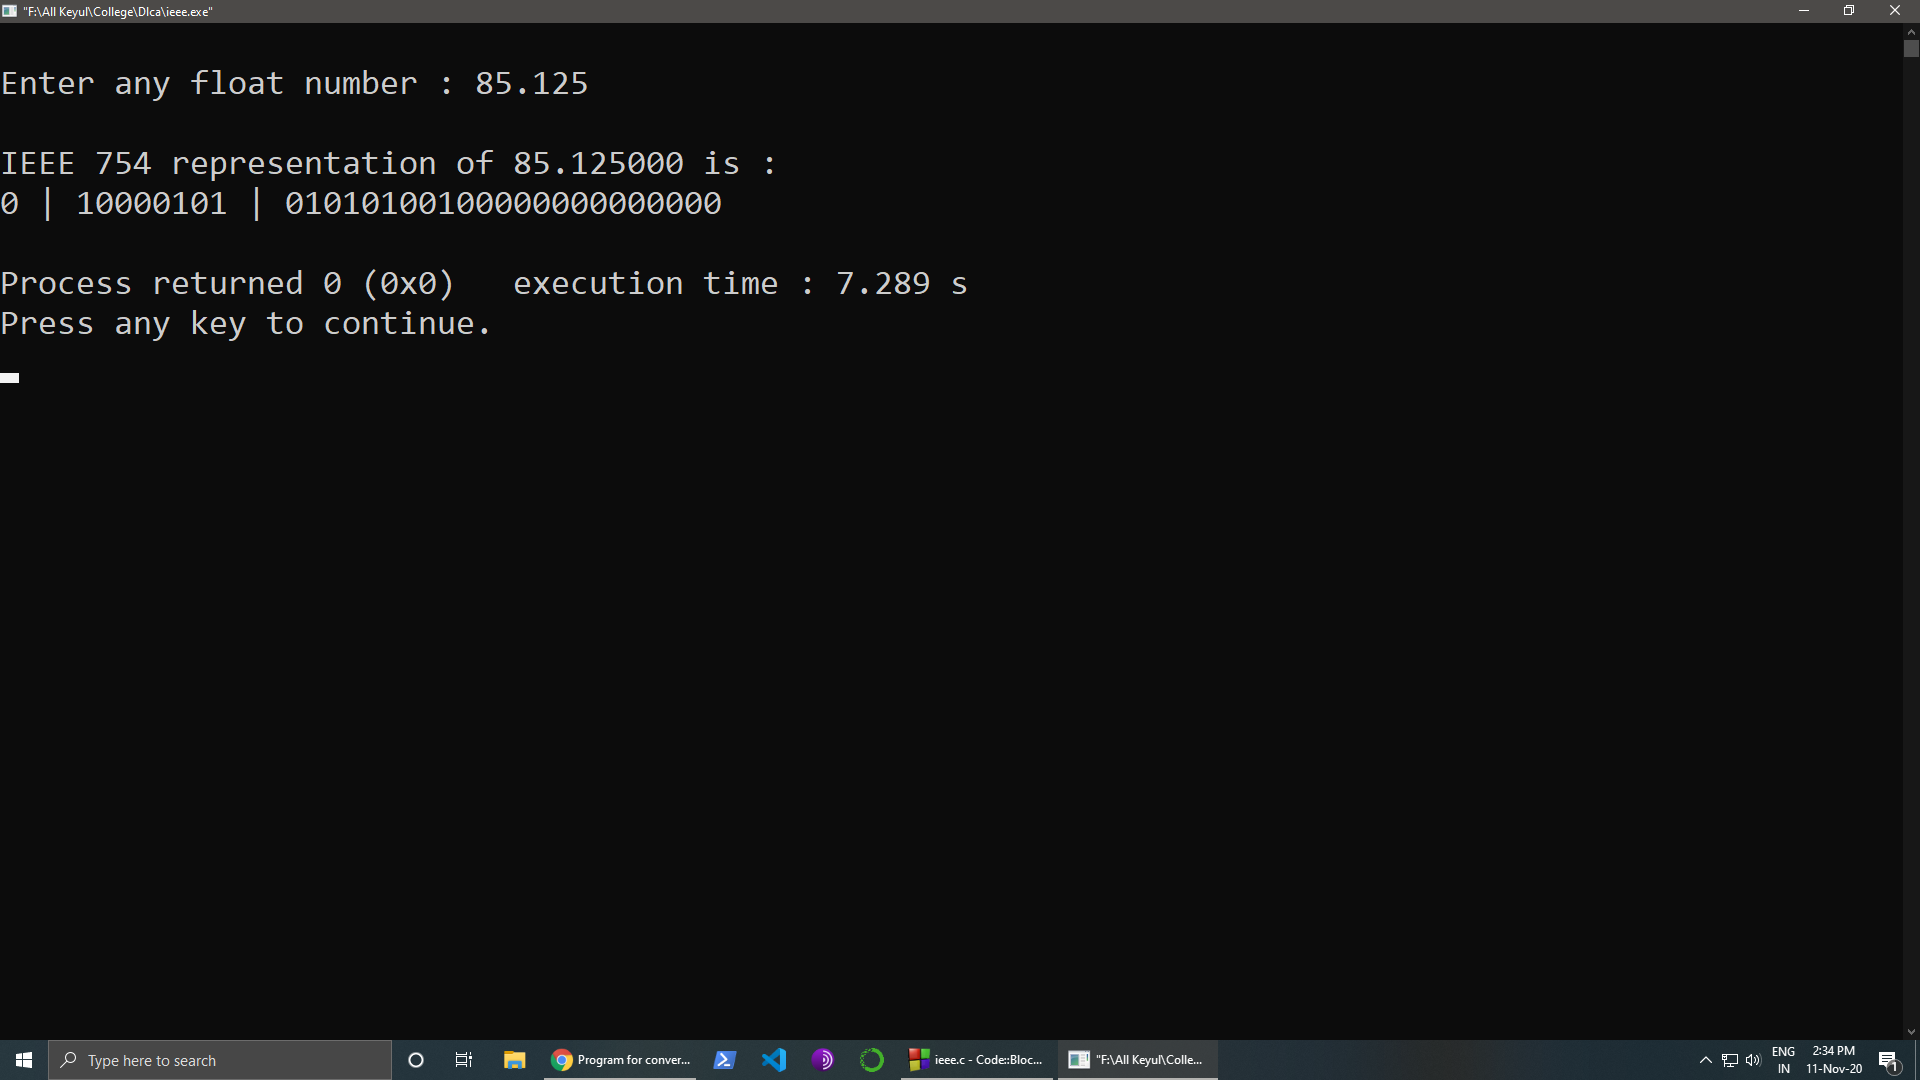 "F:\All Keyul\College\Dlca\ieee.exe"
Enter any float number : 85.125
IEEE 754 representation of 85.125000 is :
0 | 10000101 | 01010100100000000000000
Process returned 0 (0x0)   execution time : 7.289 s
Press any key to continue.
Type here to search
Program for conver...
ieee.c - Code::Bloc...
"F:\All Keyul\Colle...
ENG
IN
2:34 PM
11-Nov-20
1